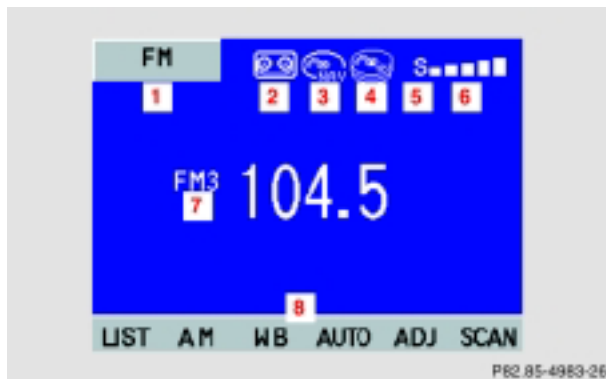 FM
NAV
S
1 2 3 4 5 6
FM3 104.5
7
8
LIST AM WB AUTO ADJ SCAN
P82.85-4983-26